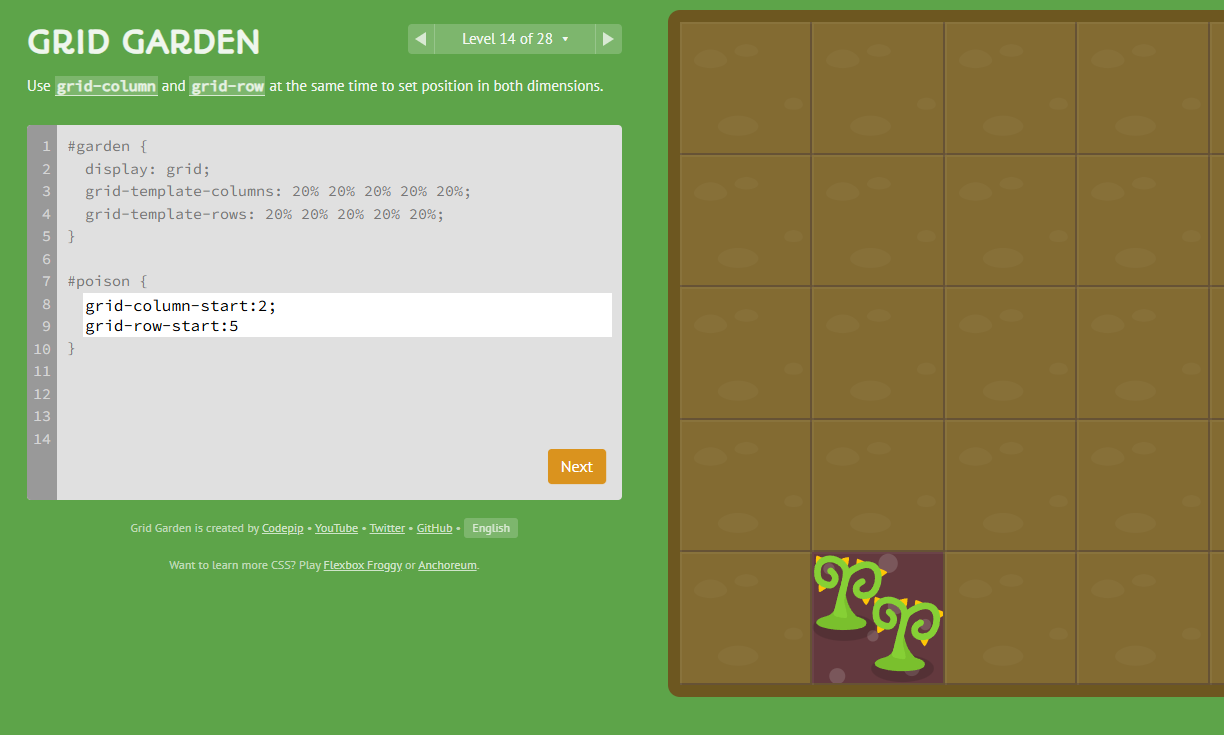 GRID GARDEN
Level 14 of 28
Use grid-column and grid-row at the same time to set position in both dimensions.
1 #garden {
2 display: grid;
3 grid-template-columns: 20% 20% 20% 20% 20%;
4 grid-template-rows: 20% 20% 20% 20% 20%;
5 }
6
7 #poison {
8 grid-column-start:2;
9 grid-row-start:5
10 }
11
12
13
14
Next
Grid Garden is created by Codepip • YouTube • Twitter • GitHub • English
Want to learn more CSS? Play Flexbox Froggy or Anchoreum.